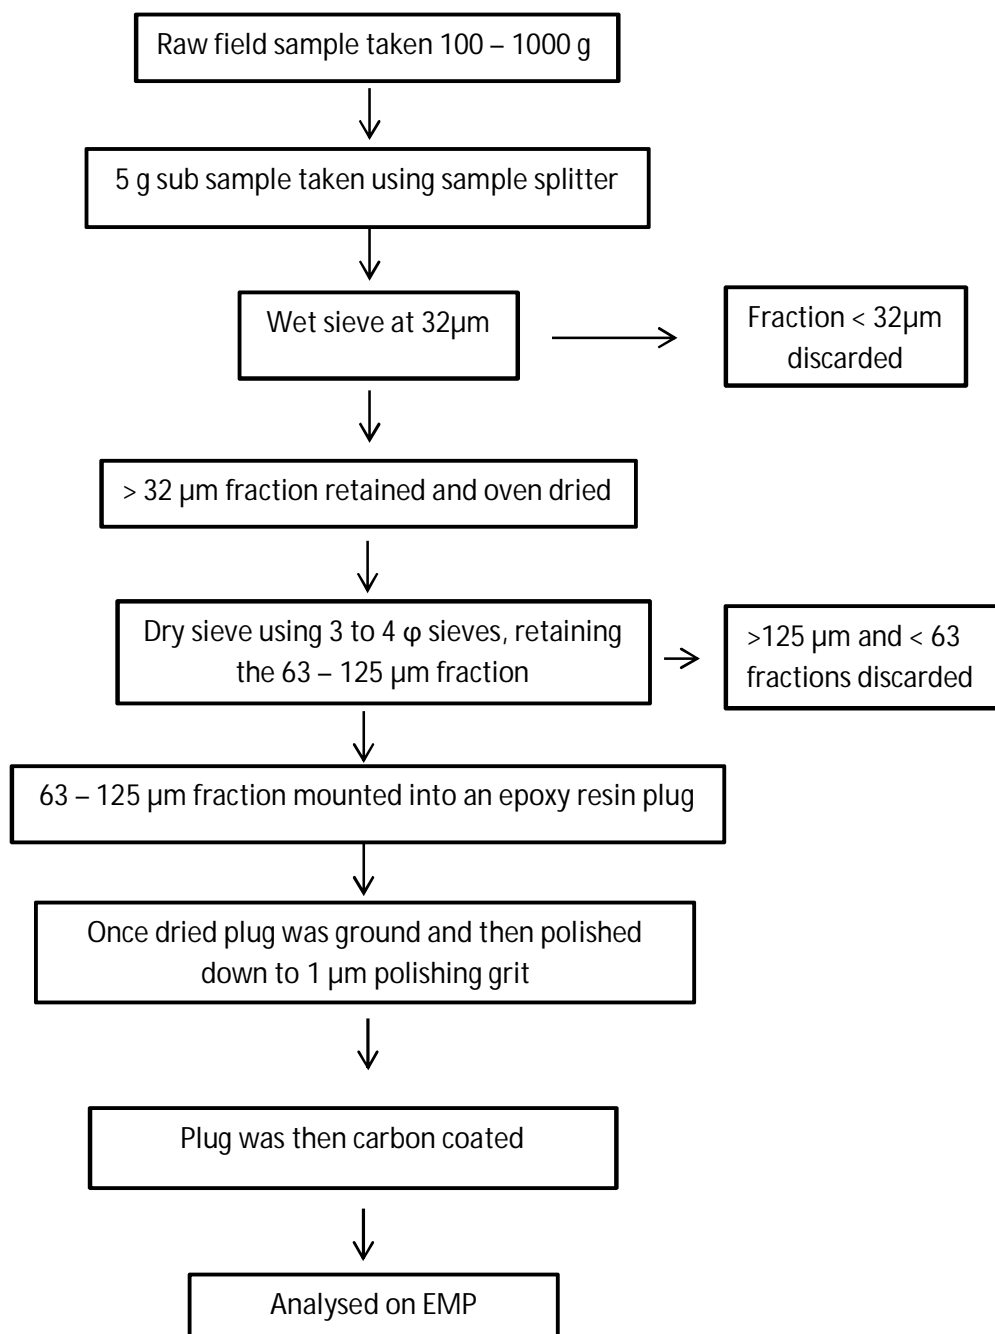 Raw field sample taken 100 – 1000 g
5 g sub sample taken using sample splitter
Wet sieve at 32µm
Fraction < 32µm
discarded
> 32 µm fraction retained and oven dried
Dry sieve using 3 to 4 φ sieves, retaining
the 63 – 125 µm fraction
>125 µm and < 63
fractions discarded
63 – 125 µm fraction mounted into an epoxy resin plug
Once dried plug was ground and then polished
down to 1 µm polishing grit
Plug was then carbon coated
Analysed on EMP